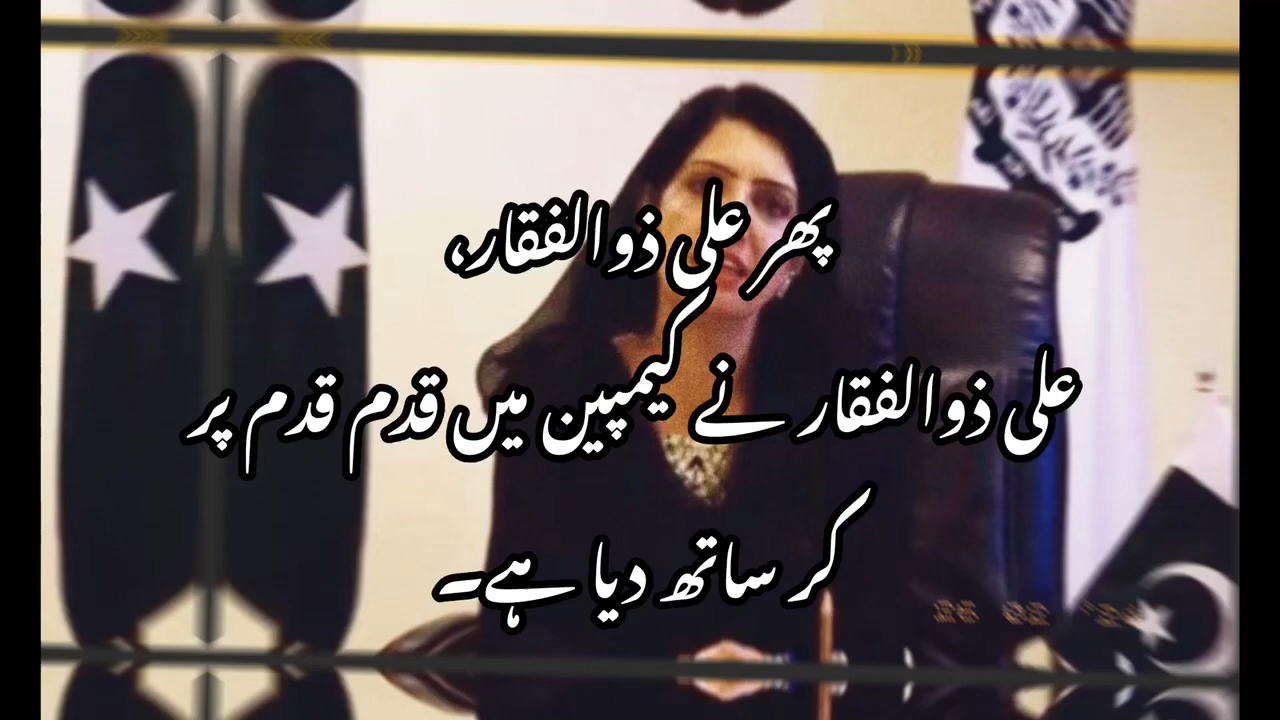 پھر علی ذوالفقار،
علی ذوالفقار نے کیمپین میں قدم قدم پر
کر ساتھ دیا ہے۔